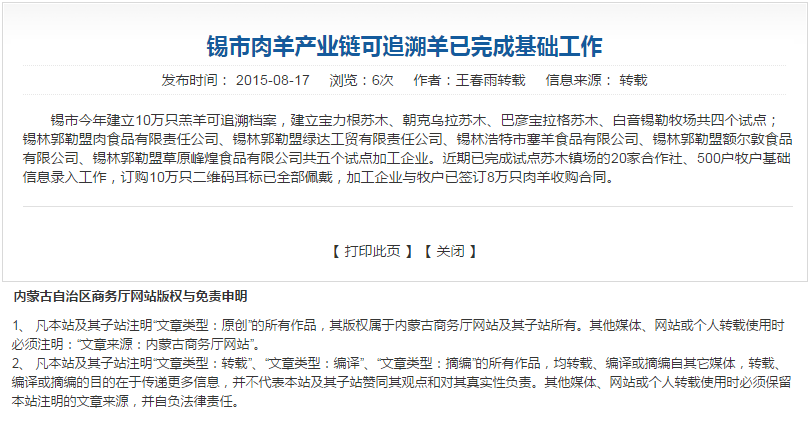 锡市肉羊产业链可追溯羊已完成基础工作
发布时间： 2015-08-17 浏览：6次 作者：王春雨转载 信息来源： 转载
锡市今年建立10万只羔羊可追溯档案，建立宝力根苏木、朝克乌拉苏木、巴彦宝拉格苏木、白音锡勒牧场共四个试点；
锡林郭勒盟肉食品有限责任公司、锡林郭勒盟绿达工贸有限责任公司、锡林浩特市塞羊食品有限公司、锡林郭勒盟额尔敦食品
有限公司、锡林郭勒盟草原峰煌食品有限公司共五个试点加工企业。近期已完成试点苏木镇场的20家合作社、500户牧户基础
信息录入工作，订购10万只二维码耳标已全部佩戴，加工企业与牧户已签订8万只肉羊收购合同。
【 打印此页 】【 关闭 】
内蒙古自治区商务厅网站版权与免责申明
1、 凡本站及其子站注明“文章类型：原创”的所有作品，其版权属于内蒙古商务厅网站及其子站所有。其他媒体、网站或个人转载使用时
必须注明：“文章来源：内蒙古商务厅网站”。
2、 凡本站及其子站注明“文章类型：转载”、“文章类型：编译”、“文章类型：摘编”的所有作品，均转载、编译或摘编自其它媒体，转载、
编译或摘编的目的在于传递更多信息，并不代表本站及其子站赞同其观点和对其真实性负责。其他媒体、网站或个人转载使用时必须保留
本站注明的文章来源，并自负法律责任。